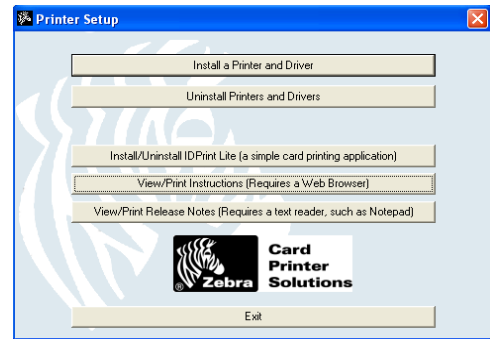 Printer Setup
Install a Printer and Driver
Uninstall Printers and Drivers
Install/Uninstall IDPrint Lite (a simple card printing application)
View/Print Instructions (Requires a Web Browser)
View/Print Release Notes (Requires a text reader, such as Notepad)
Zebra®
Card
Printer
Solutions
Exit